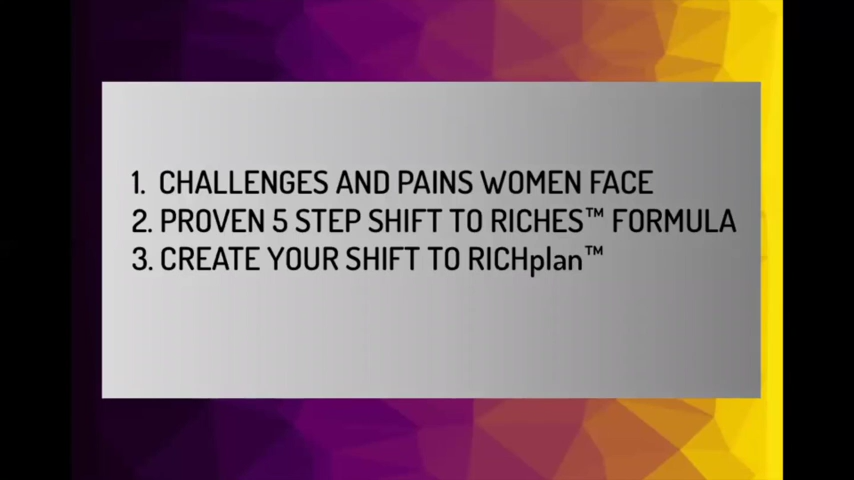 1. CHALLENGES AND PAINS WOMEN FACE
2. PROVEN 5 STEP SHIFT TO RICHES™ FORMULA
3. CREATE YOUR SHIFT TO RICHplan™